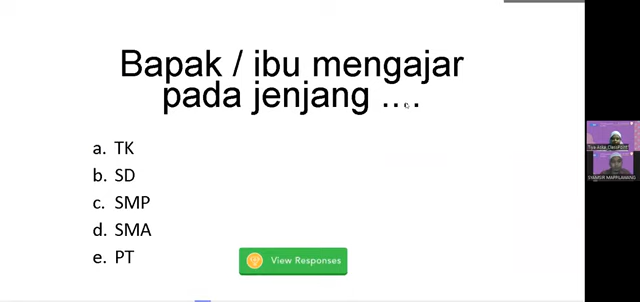 Bapak / ibu mengajar
pada jenjang ....
a. TK
b. SD
c. SMP
d. SMA
e. PT
View Responses